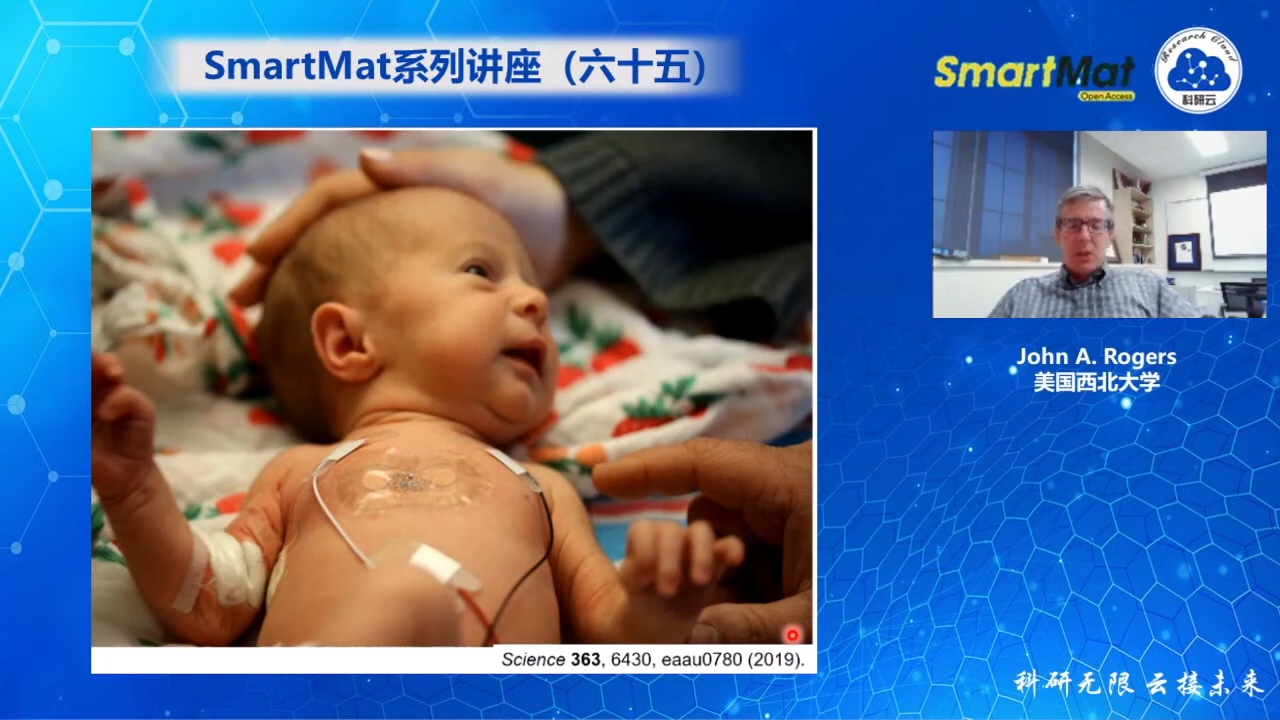 SmartMat系列讲座（六十五）
SmartMat
Open Access
Research Cloud
科研云
John A. Rogers
美国西北大学
Science 363, 6430, eaau0780 (2019).
科研无限 云接未来